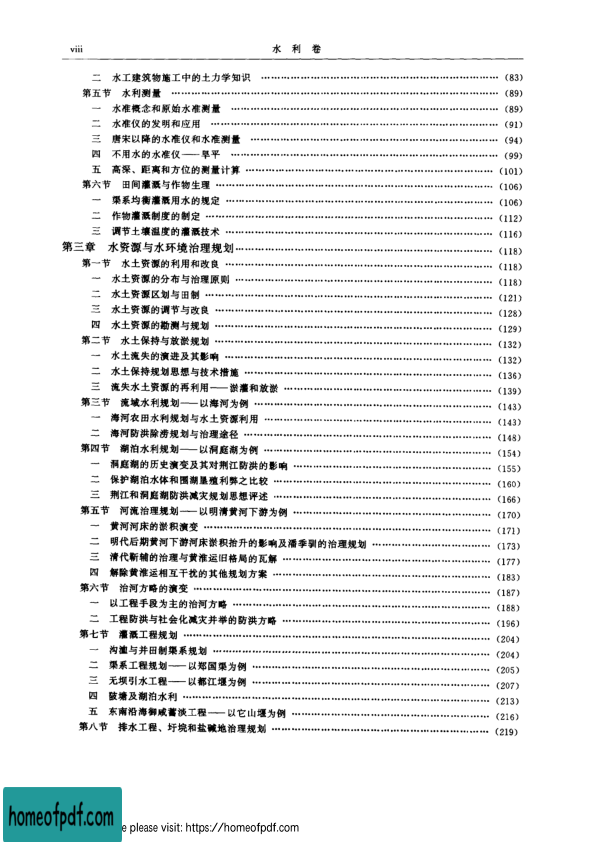 viii 水 利 卷
二 水工建筑物施工中的土力学知识 (83)
第五节 水利测量 (89)
一 水准概念和原始水准测量 (89)
二 水准仪的发明和应用 (91)
三 唐宋以降的水准仪和水准测量 (94)
四 不用水的水准仪——旱平 (99)
五 高深、距离和方位的测量计算 (101)
第六节 田间灌溉与作物生理 (106)
一 渠系均衡灌溉用水的规定 (106)
二 作物灌溉制度的制定 (112)
三 调节土壤温度的灌溉技术 (116)
第三章 水资源与水环境治理规划 (118)
第一节 水土资源的利用和改良 (118)
一 水土资源的分布与治理原则 (118)
二 水土资源区划与田制 (121)
三 水土资源的调节与改良 (128)
四 水土资源的勘测与规划 (129)
第二节 水土保持与放淤规划 (132)
一 水土流失的演进及其影响 (132)
二 水土保持规划思想与技术措施 (136)
三 流失水土资源的再利用——淤灌和放淤 (139)
第三节 流域水利规划——以海河为例 (143)
一 海河农田水利规划与水土资源利用 (143)
二 海河防洪除涝规划与治理途径 (148)
第四节 湖泊水利规划——以洞庭湖为例 (154)
一 洞庭湖的历史演变及其对荆江防洪的影响 (155)
二 保护湖泊水体和围湖垦殖利弊之比较 (160)
三 荆江和洞庭湖防洪减灾规划思想评述 (166)
第五节 河流治理规划——以明清黄河下游为例 (170)
一 黄河河床的淤积演变 (171)
二 明代后期黄河下游河床淤积抬升的影响及潘季驯的治理规划 (173)
三 清代靳辅的治理与黄淮运旧格局的瓦解 (177)
四 解除黄淮运相互干扰的其他规划方案 (183)
第六节 治河方略的演变 (187)
一 以工程手段为主的治河方略 (188)
二 工程防洪与社会化减灾并举的防洪方略 (196)
第七节 灌溉工程规划 (204)
一 沟洫与井田制渠系规划 (204)
二 渠系工程规划——以郑国渠为例 (205)
三 无坝引水工程——以都江堰为例 (207)
四 陂塘及湖泊水利 (213)
五 东南沿海御咸蓄淡工程——以它山堰为例 (216)
第八节 排水工程、圩垸和盐碱地治理规划 (219)
homeofpdf.com
e please visit: https://homeofpdf.com